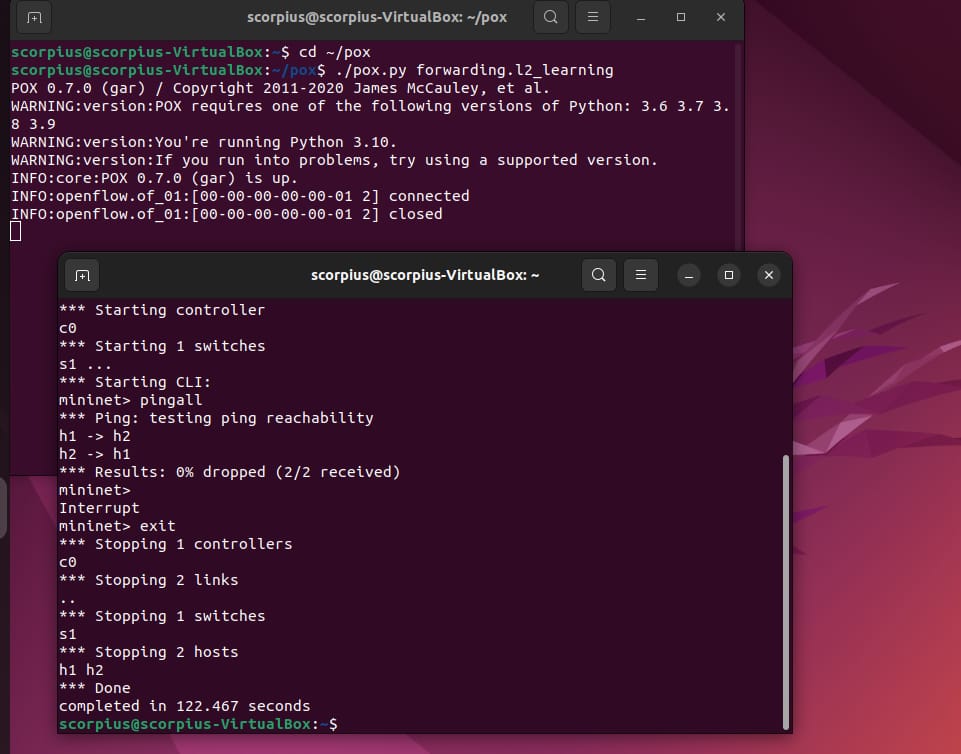 scorpius@scorpius-VirtualBox: ~/pox
scorpius@scorpius-VirtualBox:~$ cd ~/pox
scorpius@scorpius-VirtualBox:~/pox$ ./pox.py forwarding.l2_learning
POX 0.7.0 (gar) / Copyright 2011-2020 James McCauley, et al.
WARNING:version:POX requires one of the following versions of Python: 3.6 3.7 3.
8 3.9
WARNING:version:You're running Python 3.10.
WARNING:version:If you run into problems, try using a supported version.
INFO:core:POX 0.7.0 (gar) is up.
INFO:openflow.of_01:[00-00-00-00-00-01 2] connected
INFO:openflow.of_01:[00-00-00-00-00-01 2] closed
scorpius@scorpius-VirtualBox: ~
*** Starting controller
c0
*** Starting 1 switches
s1 ...
*** Starting CLI:
mininet> pingall
*** Ping: testing ping reachability
h1 -> h2
h2 -> h1
*** Results: 0% dropped (2/2 received)
mininet>
Interrupt
mininet> exit
*** Stopping 1 controllers
c0
*** Stopping 2 links
..
*** Stopping 1 switches
s1
*** Stopping 2 hosts
h1 h2
*** Done
completed in 122.467 seconds
scorpius@scorpius-VirtualBox:~$